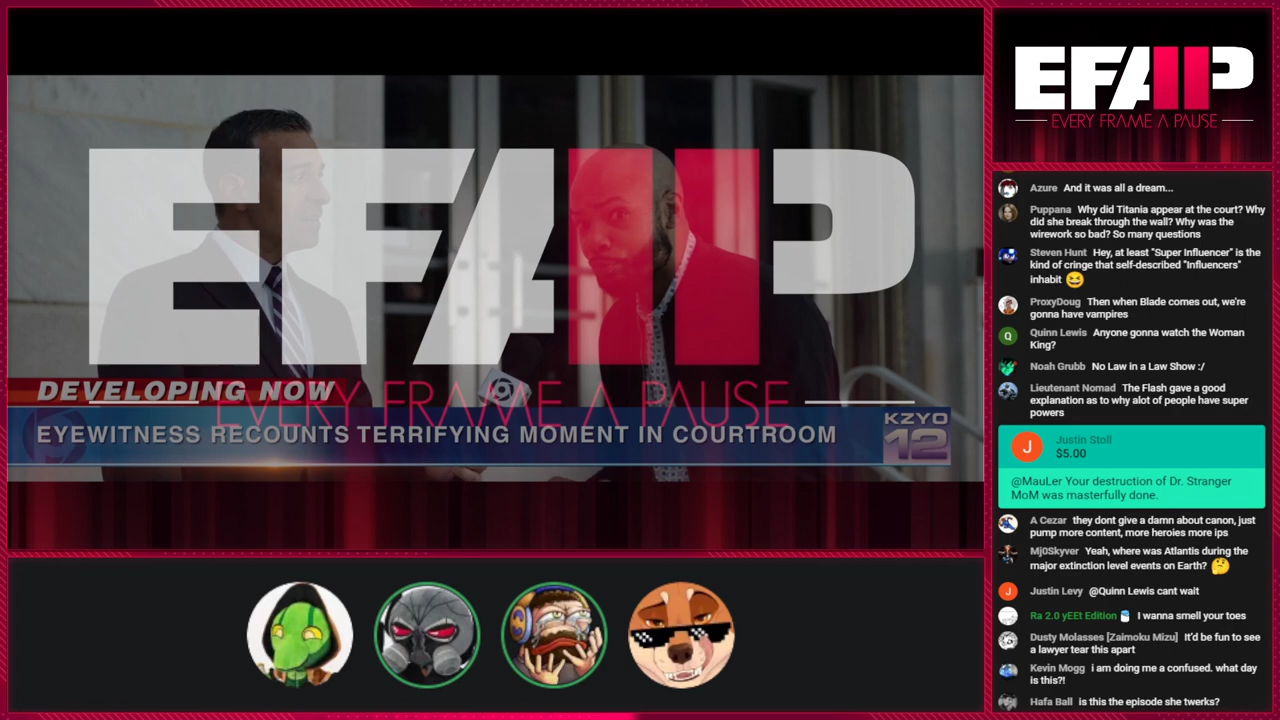 EFAP
EVERY FRAME A PAUSE
DEVELOPING NOW
EYEWITNESS RECOUNTS TERRIFYING MOMENT IN COURTROOM
KZYO
12
EFAP
EVERY FRAME A PAUSE
Azure And it was all a dream...
Puppana Why did Titania appear at the court? Why
did she break through the wall? Why was the
wirework so bad? So many questions
Steven Hunt Hey, at least "Super Influencer" is the
kind of cringe that self-described "Influencers"
inhabit 😆
ProxyDoug Then when Blade comes out, we're
gonna have vampires
Q
Quinn Lewis Anyone gonna watch the Woman
King?
Noah Grubb No Law in a Law Show :/
Lieutenant Nomad The Flash gave a good
explanation as to why alot of people have super
powers
J
Justin Stoll
$5.00
@MauLer Your destruction of Dr. Stranger
MoM was masterfully done.
A Cezar they dont give a damn about canon, just
pump more content, more heroies more ips
Mj0Skyver Yeah, where was Atlantis during the
major extinction level events on Earth? 🤔
J
Justin Levy @Quinn Lewis cant wait
Ra 2.0 yEEt Edition I wanna smell your toes
Dusty Molasses [Zaimoku Mizu] It'd be fun to see
a lawyer tear this apart
Kevin Mogg i am doing me a confused. what day
is this?!
Hafa Ball is this the episode she twerks?